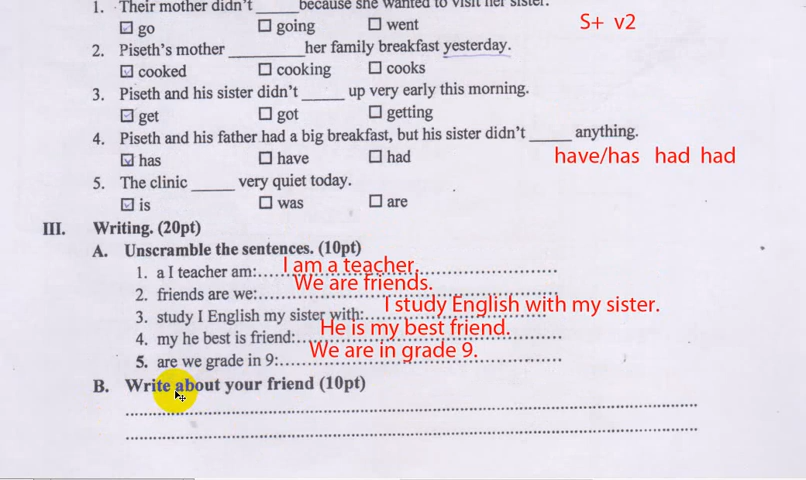 1. Their mother didn't _____ because she wanted to visit her sister.
☑ go ☐ going ☐ went
S+ v2
2. Piseth's mother ________ her family breakfast yesterday.
☑ cooked ☐ cooking ☐ cooks
3. Piseth and his sister didn't _____ up very early this morning.
☑ get ☐ got ☐ getting
4. Piseth and his father had a big breakfast, but his sister didn't _____ anything.
☑ has ☐ have ☐ had
have/has had had
5. The clinic _____ very quiet today.
☑ is ☐ was ☐ are
III. Writing. (20pt)
A. Unscramble the sentences. (10pt)
1. a I teacher am: I am a teacher.
2. friends are we: We are friends.
3. study I English my sister with: I study English with my sister.
4. my he best is friend: He is my best friend.
5. are we grade in 9: We are in grade 9.
B. Write about your friend (10pt)